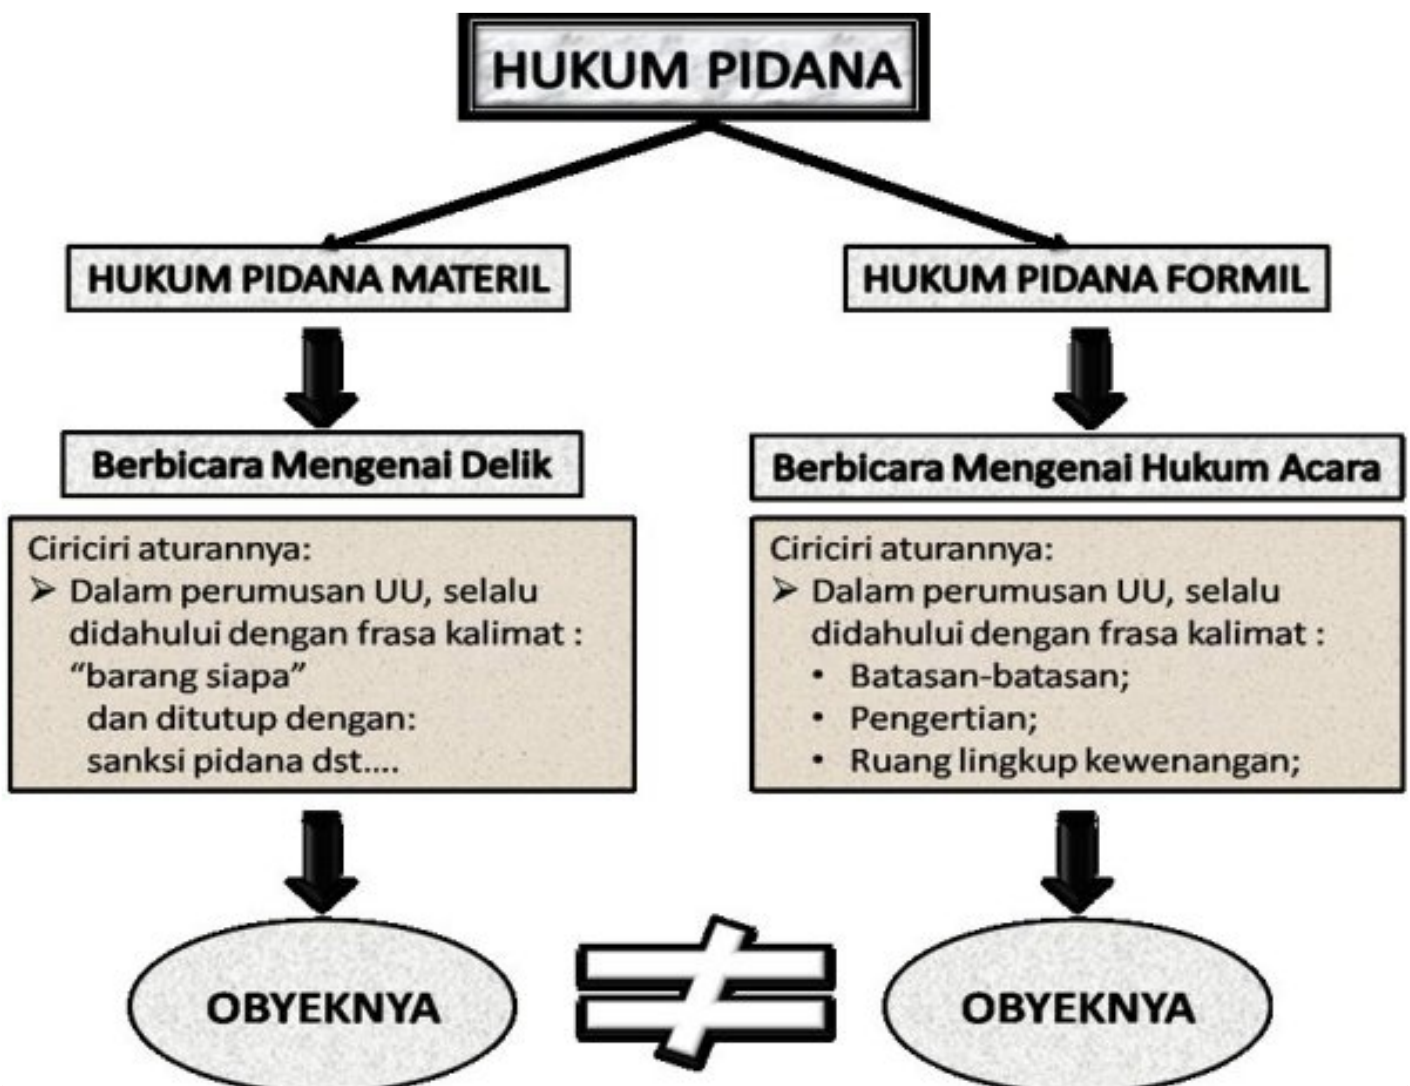 HUKUM PIDANA
HUKUM PIDANA MATERIL
Berbicara Mengenai Delik
Ciriciri aturannya:
➢ Dalam perumusan UU, selalu
didahului dengan frasa kalimat :
“barang siapa”
dan ditutup dengan:
sanksi pidana dst....
OBYEKNYA
≠
HUKUM PIDANA FORMIL
Berbicara Mengenai Hukum Acara
Ciriciri aturannya:
➢ Dalam perumusan UU, selalu
didahului dengan frasa kalimat :
• Batasan-batasan;
• Pengertian;
• Ruang lingkup kewenangan;
OBYEKNYA